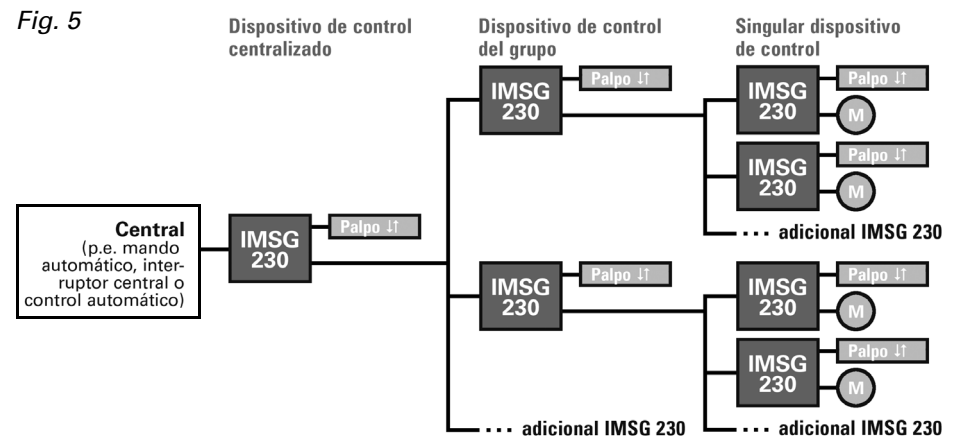 Fig. 5
Dispositivo de control
centralizado
Dispositivo de control
del grupo
Singular dispositivo
de control
Central
(p.e. mando
automático, inter-
ruptor central o
control automático)
IMSG
230
Palpo ↓↑
IMSG
230
Palpo ↓↑
IMSG
230
Palpo ↓↑
M
IMSG
230
Palpo ↓↑
M
... adicional IMSG 230
IMSG
230
Palpo ↓↑
IMSG
230
Palpo ↓↑
M
IMSG
230
Palpo ↓↑
M
... adicional IMSG 230
... adicional IMSG 230